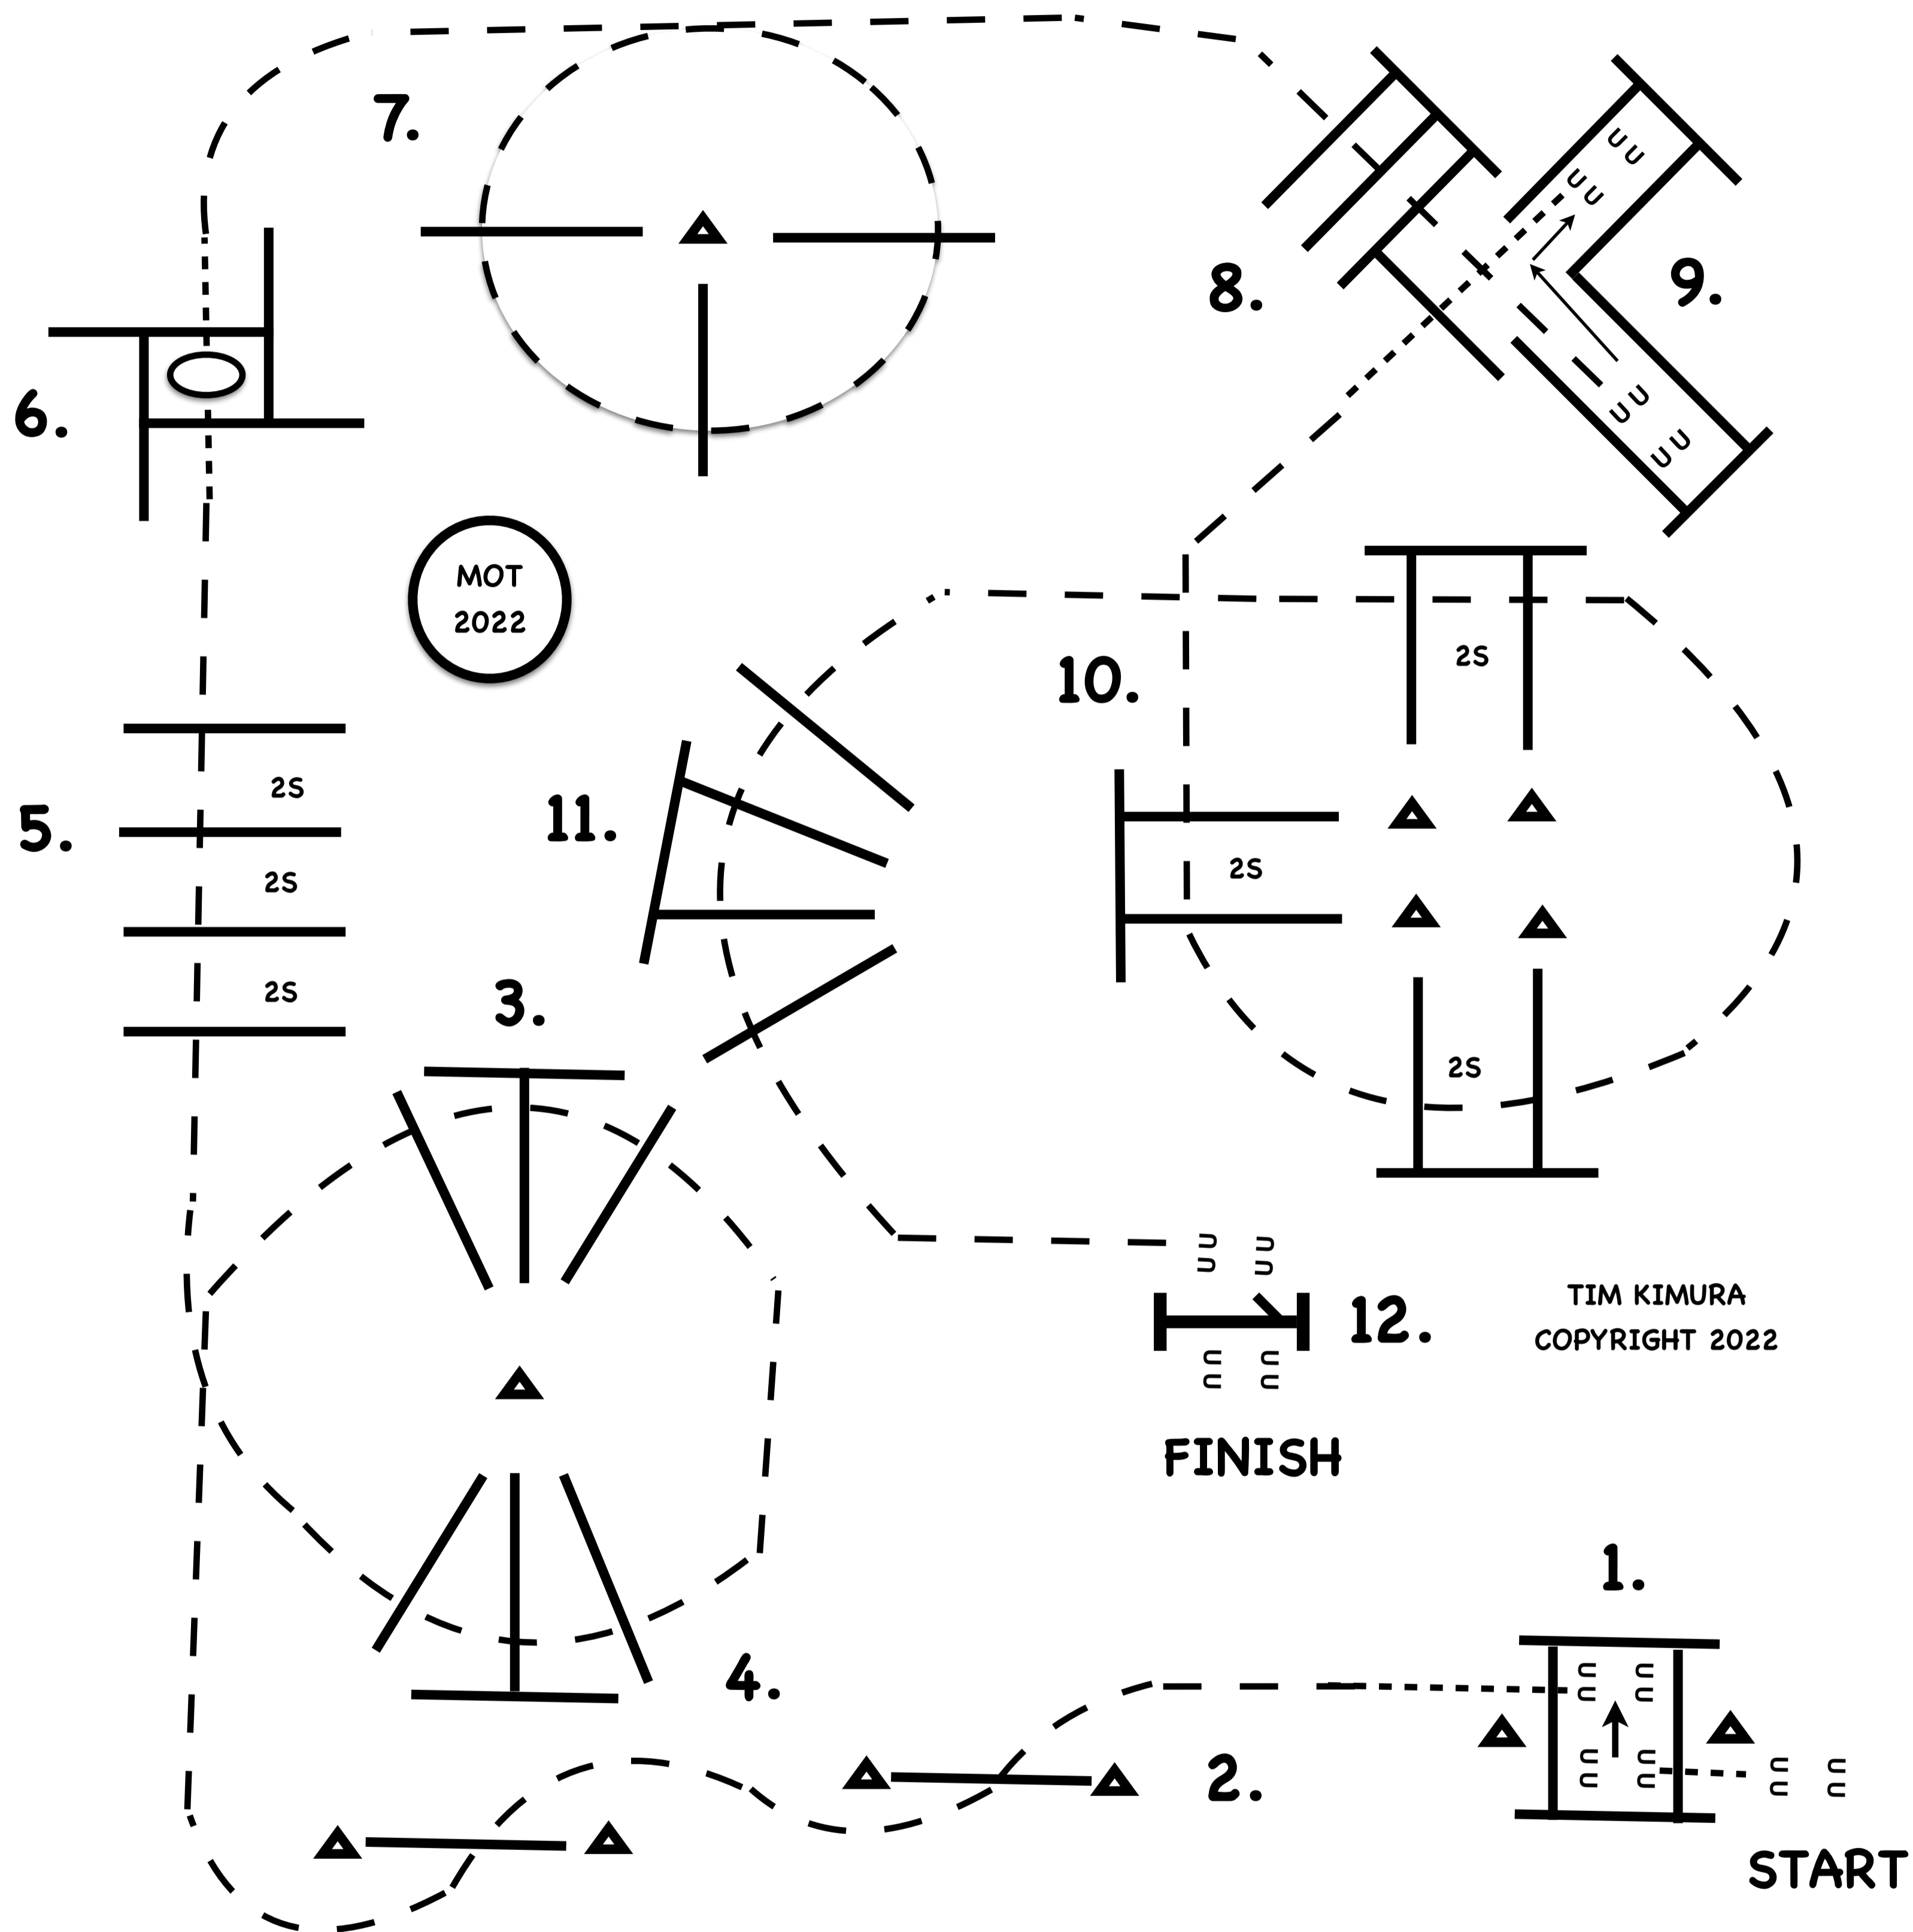 7.
8.
9.
6.
MOT
2022
10.
2S
5.
2S
2S
2S
11.
2S
3.
2S
12.
TIM KIMURA
COPYRIGHT 2022
FINISH
1.
4.
2.
START